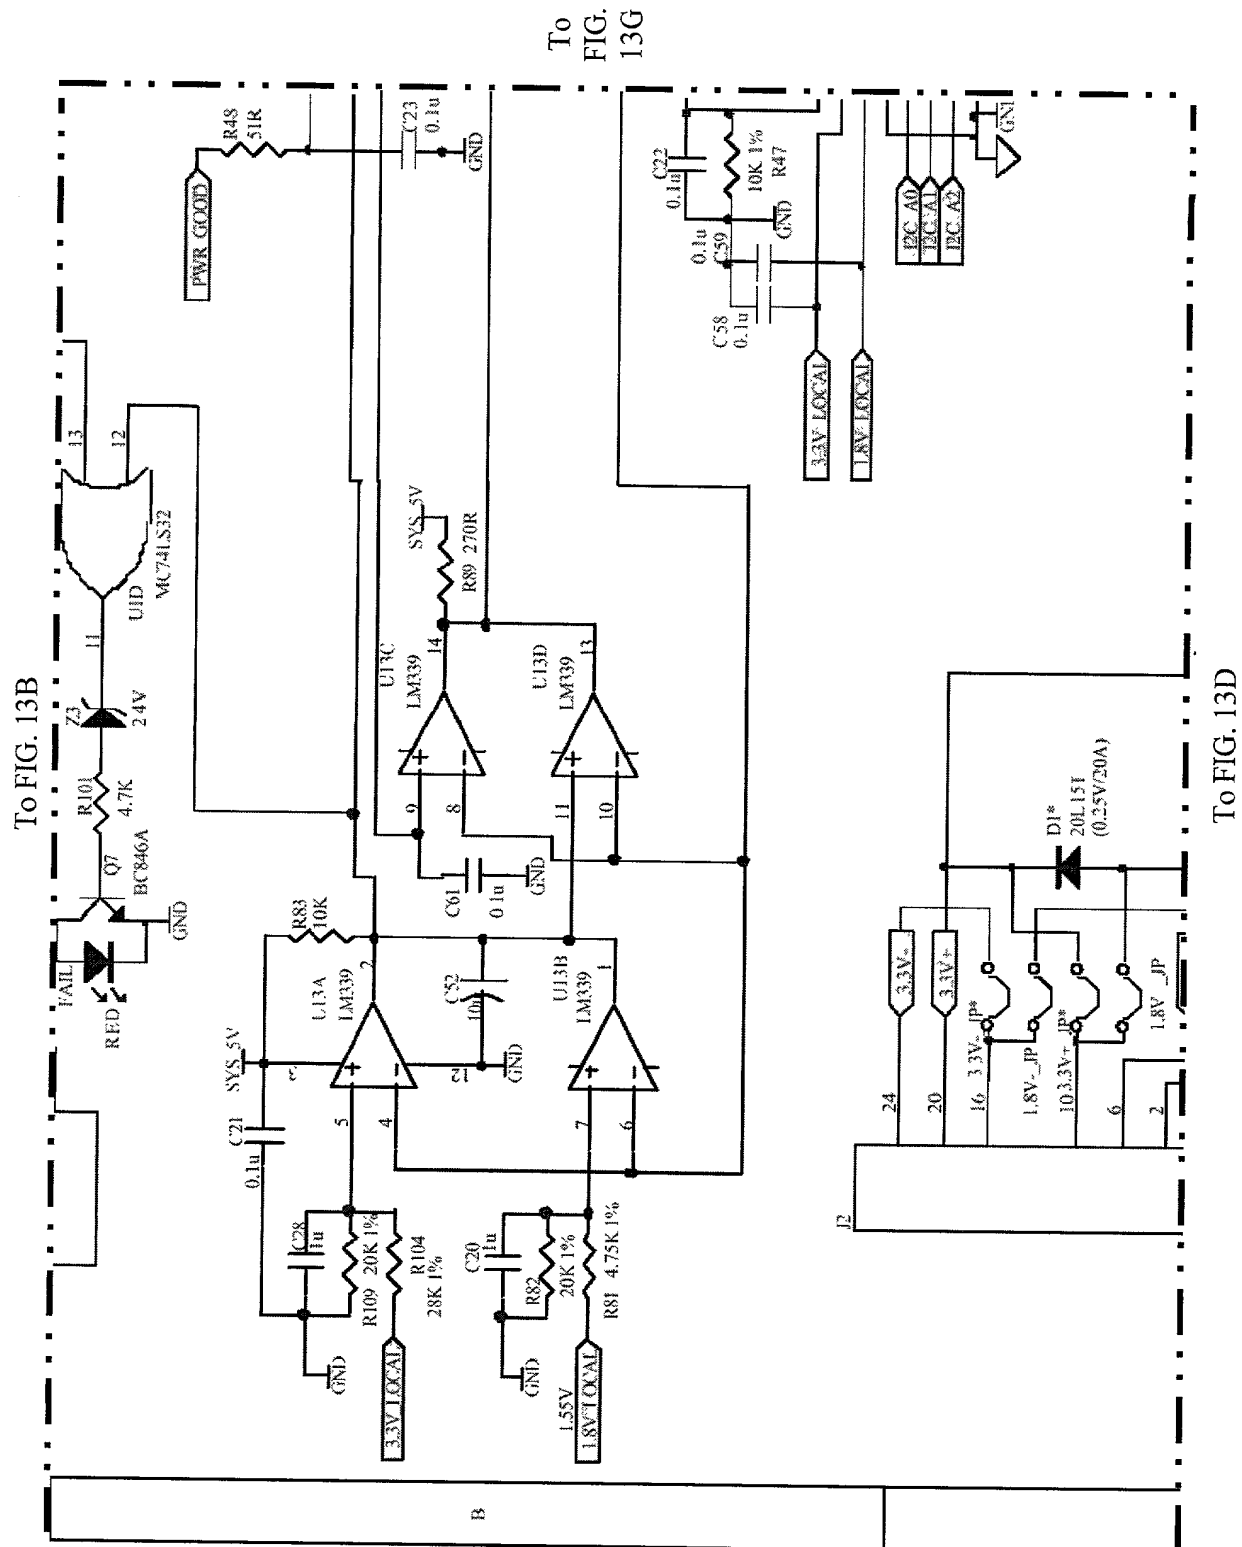 To
FIG.
13G
To FIG. 13B
To FIG. 13D
PWR_GOOD
R48
51R
C23
0.1u
GND
13
12
11
U1D
MC74LS32
Z3
2.4V
R101
4.7K
Q7
BC846A
GND
FAIL
RED
C22
0.1u
10K 1%
R47
GND
0.1u
C59
C58
0.1u
3.3V_LOCAL
1.8V_LOCAL
I2C_A0
I2C_A1
I2C_A2
SYS_5V
R89 270R
U13C
LM339
14
9
8
U13D
LM339
13
11
10
C61
0.1u
GND
R83
10K
SYS_5V
U13A
LM339
2
3
12
5
4
C52
GND
U13B
LM339
1
7
6
C21
0.1u
C28
1u
R109 20K 1%
R104
28K 1%
GND
3.3V_LOCAL
C20
1u
R82
20K 1%
R81 4.75K 1%
GND
1.55V
1.8V_LOCAL
D1*
20L15T
(0.25V/20A)
3.3V-
3.3V+
24
20
16
10
6
2
3.3V-_JP*
1.8V-_JP
3.3V+_JP*
1.8V _JP
J2
B